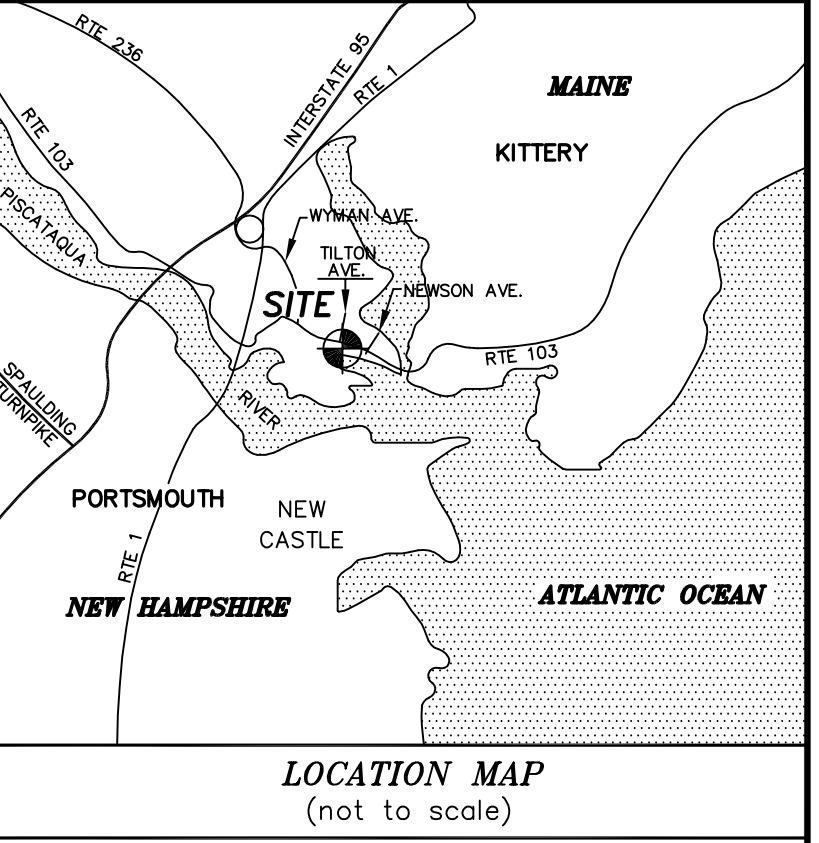 RTE 236
INTERSTATE 95
RTE 1
MAINE
KITTERY
RTE 103
PISCATAQUA
WYMAN AVE.
TILTON
AVE.
SITE
NEWSON AVE.
RTE 103
SPAULDING
TURNPIKE
RIVER
PORTSMOUTH
NEW
CASTLE
RTE 1
NEW HAMPSHIRE
ATLANTIC OCEAN
LOCATION MAP
(not to scale)